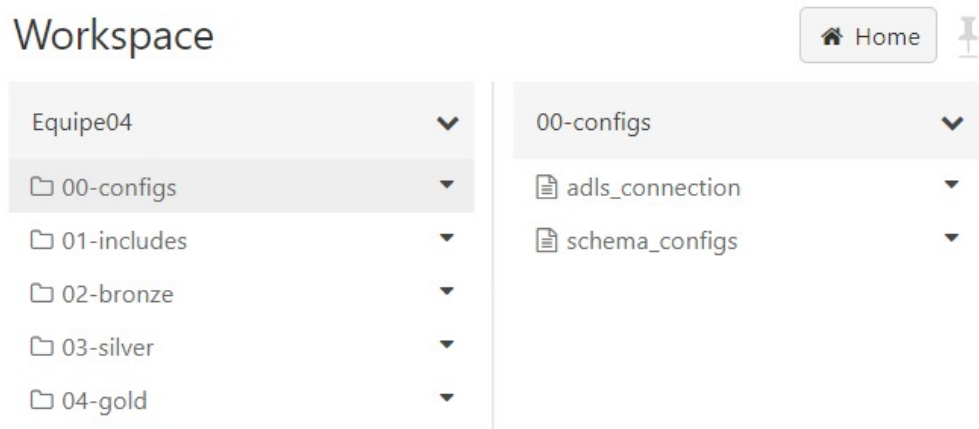 Workspace
Home
Equipe04
00-configs
01-includes
02-bronze
03-silver
04-gold
00-configs
adls_connection
schema_configs